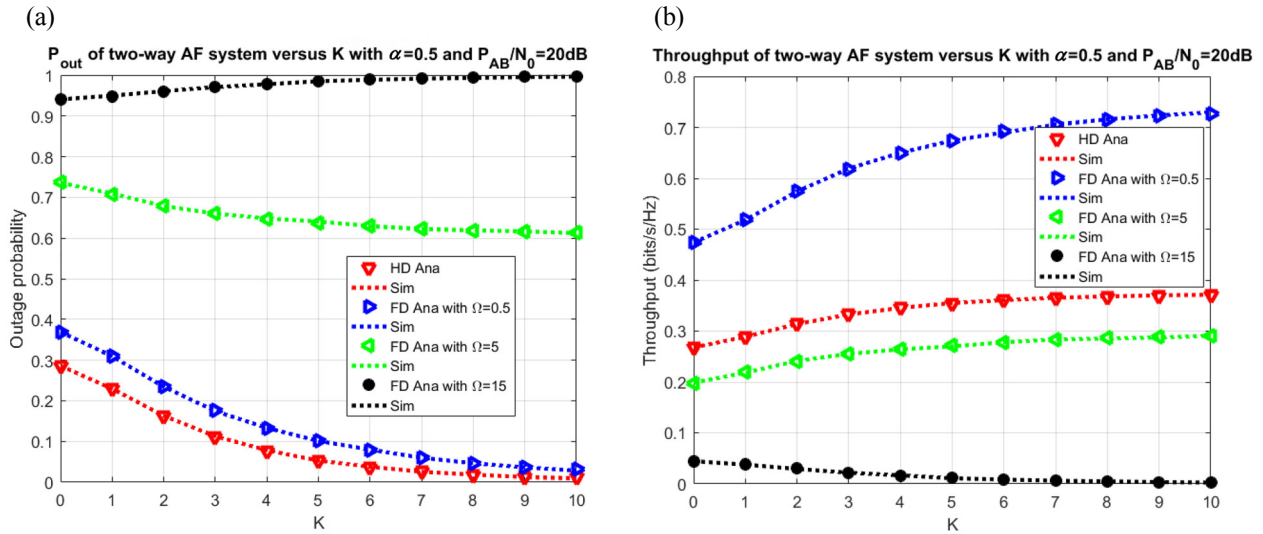 (a)
P_out of two-way AF system versus K with α=0.5 and P_AB/N_0=20dB
Outage probability
1
0.9
0.8
0.7
0.6
0.5
0.4
0.3
0.2
0.1
0
HD Ana
Sim
FD Ana with Ω=0.5
Sim
FD Ana with Ω=5
Sim
FD Ana with Ω=15
Sim
0 1 2 3 4 5 6 7 8 9 10
K
(b)
Throughput of two-way AF system versus K with α=0.5 and P_AB/N_0=20dB
Throughput (bits/s/Hz)
0.8
0.7
0.6
0.5
0.4
0.3
0.2
0.1
0
HD Ana
Sim
FD Ana with Ω=0.5
Sim
FD Ana with Ω=5
Sim
FD Ana with Ω=15
Sim
0 1 2 3 4 5 6 7 8 9 10
K